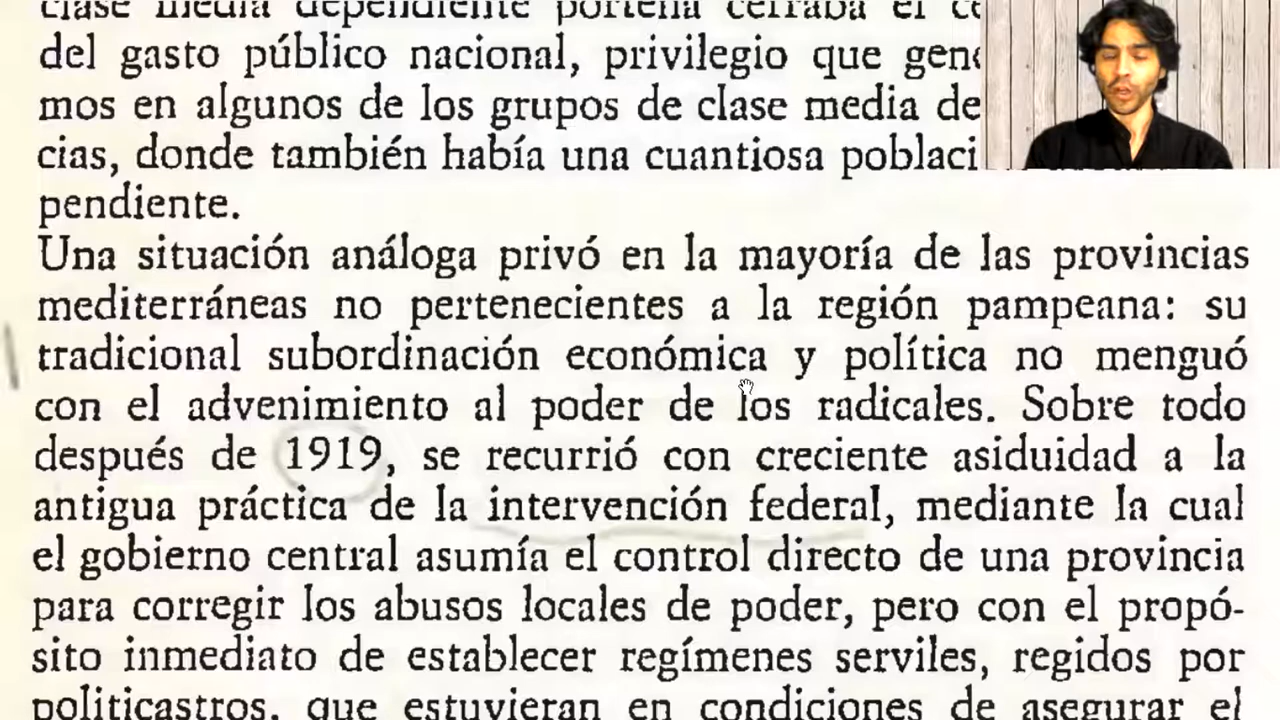 clase media dependiente porteña cerraba el
del gasto público nacional, privilegio que
mos en algunos de los grupos de clase media de
cias, donde también había una cuantiosa
pendiente.
Una situación análoga privó en la mayoría de las provincias
mediterráneas no pertenecientes a la región pampeana: su
tradicional subordinación económica y política no menguó
con el advenimiento al poder de los radicales. Sobre todo
después de 1919, se recurrió con creciente asiduidad a la
antigua práctica de la intervención federal, mediante la cual
el gobierno central asumía el control directo de una provincia
para corregir los abusos locales de poder, pero con el propó-
sito inmediato de establecer regímenes serviles, regidos por
politicastros, que estuvieran en condiciones de asegurar el